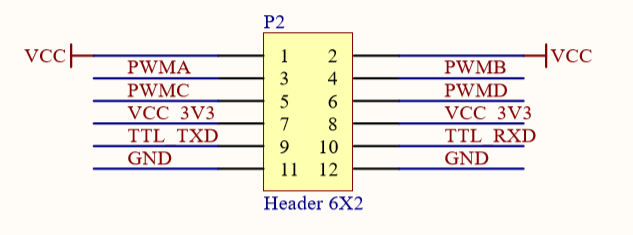 P2
VCC 1 2 VCC
PWMA 3 4 PWMB
PWMC 5 6 PWMD
VCC 3V3 7 8 VCC 3V3
TTL TXD 9 10 TTL RXD
GND 11 12 GND
Header 6X2